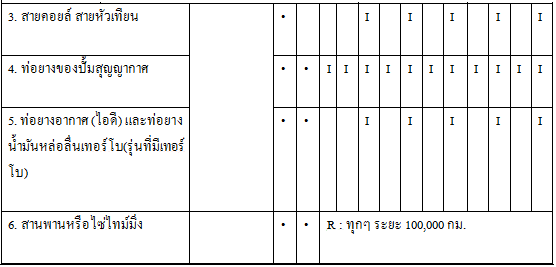 3. สายคอยล์ สายหัวเทียน • I I I I I
4. ท่อยางของปั้มสุญญากาศ • • I I I I I I I I I I I
5. ท่อยางอากาศ (ไอดี) และท่อยาง • • I I I I I
น้ำมันหล่อลื่นเทอร์โบ(รุ่นที่มีเทอร์
โบ)
6. สานพานหรือไซ่ไทม์มิ่ง • • R : ทุกๆ ระยะ 100,000 กม.